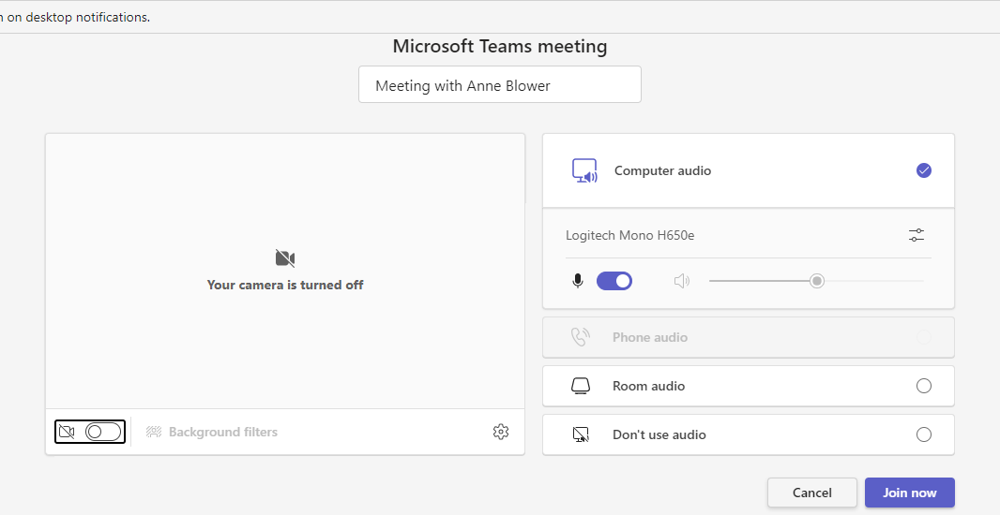 on desktop notifications.
Microsoft Teams meeting
Meeting with Anne Blower
Your camera is turned off
Background filters
Computer audio
Logitech Mono H650e
Phone audio
Room audio
Don't use audio
Cancel
Join now